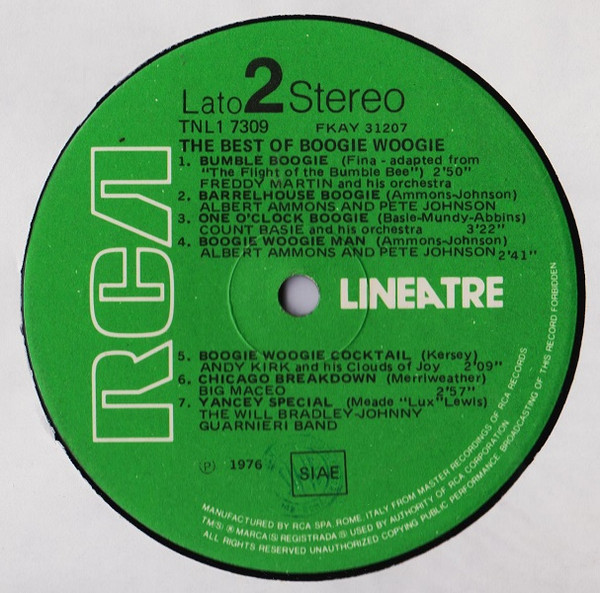 Lato 2 Stereo
TNL1 7309 FKAY 31207
THE BEST OF BOOGIE WOOGIE
1. BUMBLE BOOGIE (Fina - adapted from
"The Flight of the Bumble Bee") 2'50"
FREDDY MARTIN and his orchestra
2. BARRELHOUSE BOOGIE (Ammons-Johnson)
ALBERT AMMONS AND PETE JOHNSON
3. ONE O'CLOCK BOOGIE (Basie-Mundy-Abbins)
COUNT BASIE and his orchestra 3'22"
4. BOOGIE WOOGIE MAN (Ammons-Johnson)
ALBERT AMMONS AND PETE JOHNSON 2'41"
RCA
LINEATRE
5. BOOGIE WOOGIE COCKTAIL (Kersey)
ANDY KIRK and his Clouds of Joy 2'09"
6. CHICAGO BREAKDOWN (Merriweather)
BIG MACEO 2'57"
7. YANCEY SPECIAL (Meade "Lux" Lewis)
THE WILL BRADLEY-JOHNNY
GUARNIERI BAND
℗ 1976 SIAE
MANUFACTURED BY RCA SPA, ROME, ITALY FROM MASTER RECORDINGS OF RCA RECORDS
TM(S) ® MARCA(S) REGISTRADA(S) USED BY AUTHORITY OF RCA CORPORATION
ALL RIGHTS RESERVED UNAUTHORIZED COPYING PUBLIC PERFORMANCE, BROADCASTING OF THIS RECORD FORBIDDEN